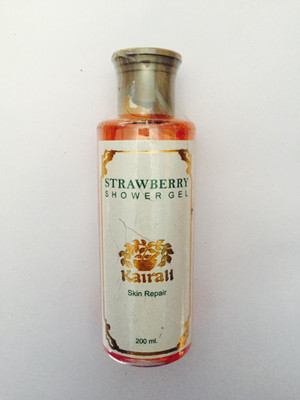 STRAWBERRY
SHOWER GEL
Kairali
Skin Repair
200 ml.